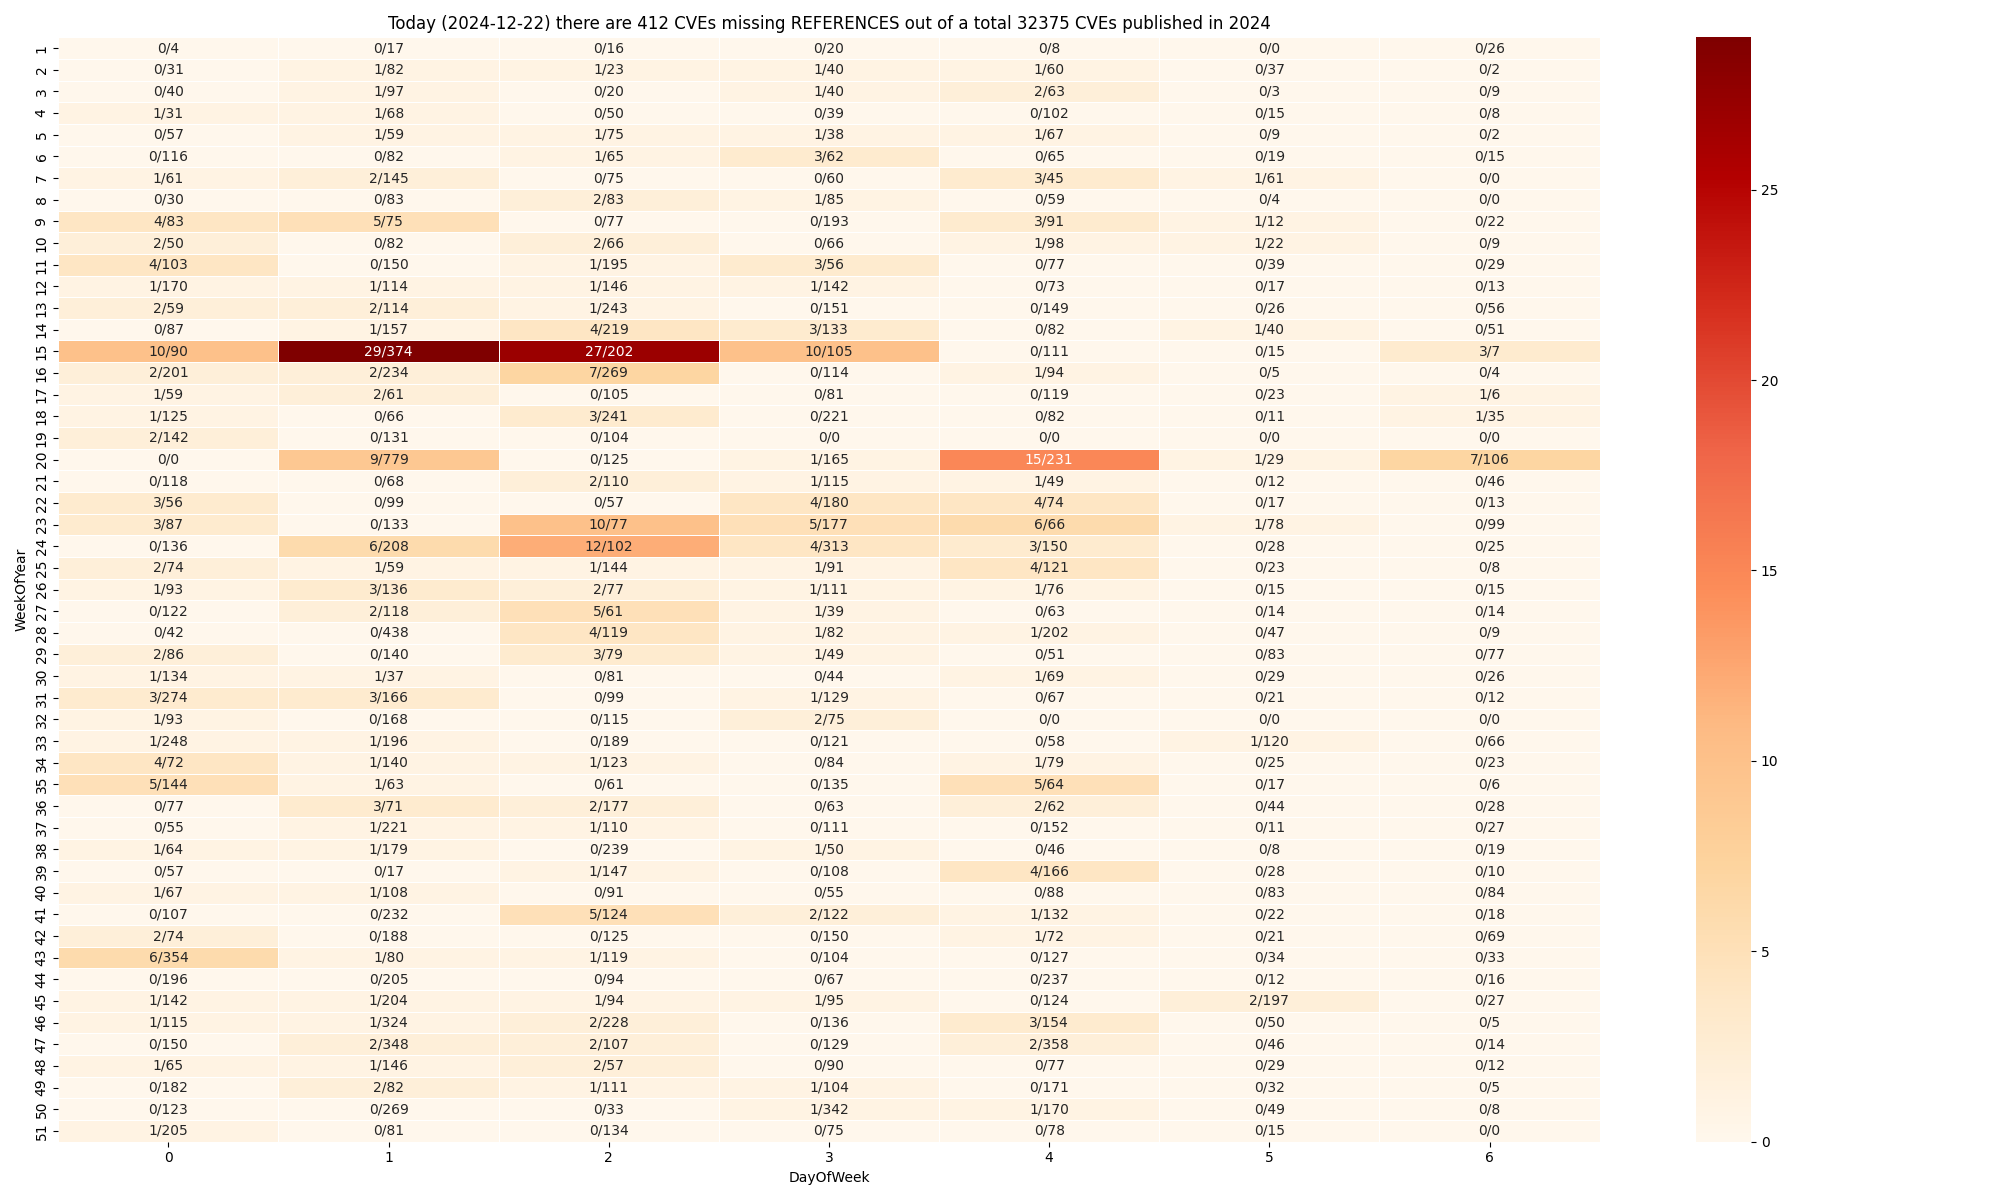 Today (2024-12-22) there are 412 CVEs missing REFERENCES out of a total 32375 CVEs published in 2024
1 0/4 0/17 0/16 0/20 0/8 0/0 0/26
2 0/31 1/82 1/23 1/40 1/60 0/37 0/2
3 0/40 1/97 0/20 1/40 2/63 0/3 0/9
4 1/31 1/68 0/50 0/39 0/102 0/15 0/8
5 0/57 1/59 1/75 1/38 1/67 0/9 0/2
6 0/116 0/82 1/65 3/62 0/65 0/19 0/15
7 1/61 2/145 0/75 0/60 3/45 1/61 0/0
8 0/30 0/83 2/83 1/85 0/59 0/4 0/0
9 4/83 5/75 0/77 0/193 3/91 1/12 0/22
10 2/50 0/82 2/66 0/66 1/98 1/22 0/9
11 4/103 0/150 1/195 3/56 0/77 0/39 0/29
12 1/170 1/114 1/146 1/142 0/73 0/17 0/13
13 2/59 2/114 1/243 0/151 0/149 0/26 0/56
14 0/87 1/157 4/219 3/133 0/82 1/40 0/51
15 10/90 29/374 27/202 10/105 0/111 0/15 3/7
16 2/201 2/234 7/269 0/114 1/94 0/5 0/4
17 1/59 2/61 0/105 0/81 0/119 0/23 1/6
18 1/125 0/66 3/241 0/221 0/82 0/11 1/35
19 2/142 0/131 0/104 0/0 0/0 0/0 0/0
20 0/0 9/779 0/125 1/165 15/231 1/29 7/106
21 0/118 0/68 2/110 1/115 1/49 0/12 0/46
22 3/56 0/99 0/57 4/180 4/74 0/17 0/13
23 3/87 0/133 10/77 5/177 6/66 1/78 0/99
24 0/136 6/208 12/102 4/313 3/150 0/28 0/25
25 2/74 1/59 1/144 1/91 4/121 0/23 0/8
26 1/93 3/136 2/77 1/111 1/76 0/15 0/15
27 0/122 2/118 5/61 1/39 0/63 0/14 0/14
28 0/42 0/438 4/119 1/82 1/202 0/47 0/9
29 2/86 0/140 3/79 1/49 0/51 0/83 0/77
30 1/134 1/37 0/81 0/44 1/69 0/29 0/26
31 3/274 3/166 0/99 1/129 0/67 0/21 0/12
32 1/93 0/168 0/115 2/75 0/0 0/0 0/0
33 1/248 1/196 0/189 0/121 0/58 1/120 0/66
34 4/72 1/140 1/123 0/84 1/79 0/25 0/23
35 5/144 1/63 0/61 0/135 5/64 0/17 0/6
36 0/77 3/71 2/177 0/63 2/62 0/44 0/28
37 0/55 1/221 1/110 0/111 0/152 0/11 0/27
38 1/64 1/179 0/239 1/50 0/46 0/8 0/19
39 0/57 0/17 1/147 0/108 4/166 0/28 0/10
40 1/67 1/108 0/91 0/55 0/88 0/83 0/84
41 0/107 0/232 5/124 2/122 1/132 0/22 0/18
42 2/74 0/188 0/125 0/150 1/72 0/21 0/69
43 6/354 1/80 1/119 0/104 0/127 0/34 0/33
44 0/196 0/205 0/94 0/67 0/237 0/12 0/16
45 1/142 1/204 1/94 1/95 0/124 2/197 0/27
46 1/115 1/324 2/228 0/136 3/154 0/50 0/5
47 0/150 2/348 2/107 0/129 2/358 0/46 0/14
48 1/65 1/146 2/57 0/90 0/77 0/29 0/12
49 0/182 2/82 1/111 1/104 0/171 0/32 0/5
50 0/123 0/269 0/33 1/342 1/170 0/49 0/8
51 1/205 0/81 0/134 0/75 0/78 0/15 0/0
0 1 2 3 4 5 6
DayOfWeek
WeekOfYear
25
20
15
10
5
0